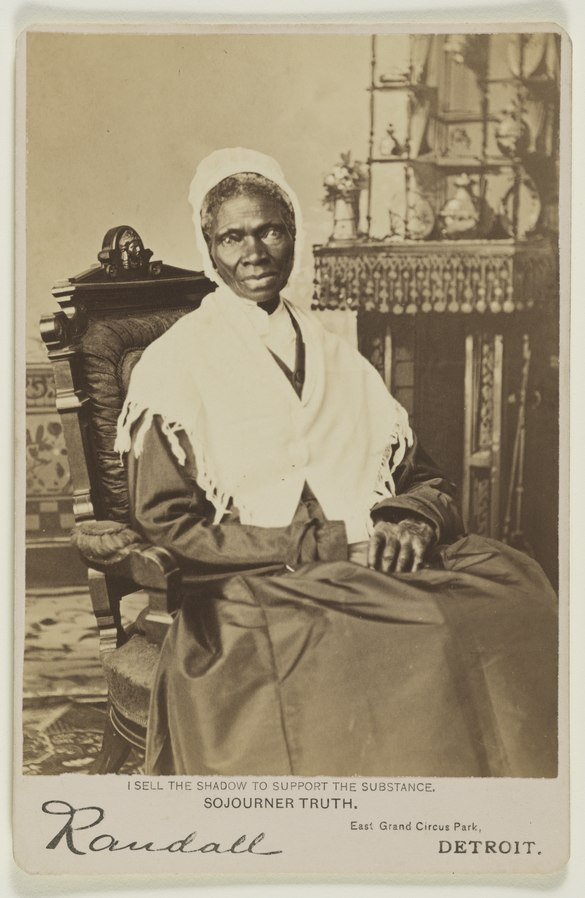 I SELL THE SHADOW TO SUPPORT THE SUBSTANCE.
SOJOURNER TRUTH.
Randall
East Grand Circus Park,
DETROIT.